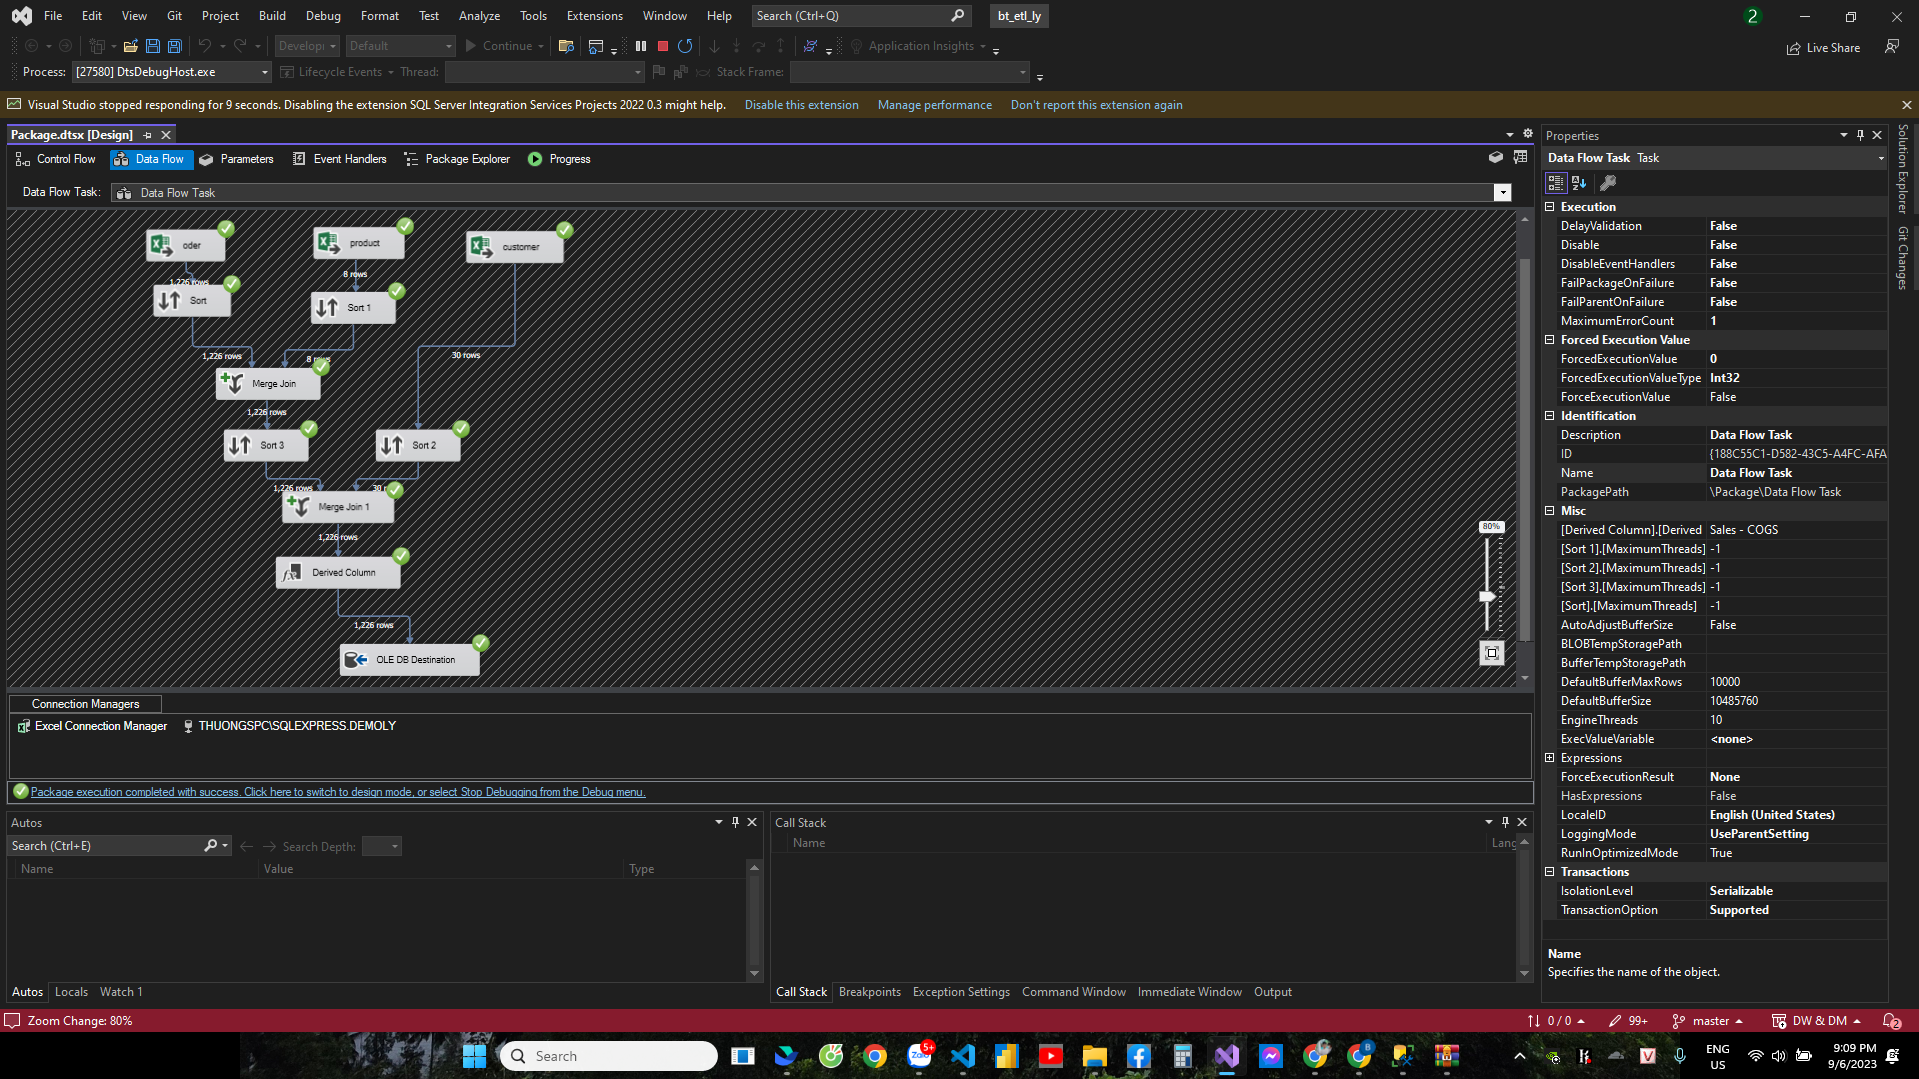 File Edit View Git Project Build Debug Format Test Analyze Tools Extensions Window Help Search (Ctrl+Q) bt_etl_ly 2
Develop Default Continue Application Insights Live Share
Process: [27580] DtsDebugHost.exe Lifecycle Events Thread: Stack Frame:
Visual Studio stopped responding for 9 seconds. Disabling the extension SQL Server Integration Services Projects 2022 0.3 might help. Disable this extension Manage performance Don't report this extension again
Package.dtsx [Design]
Control Flow Data Flow Parameters Event Handlers Package Explorer Progress
Data Flow Task: Data Flow Task
oder product customer
8 rows
1,226 rows
Sort Sort 1
1,226 rows 8 rows 30 rows
Merge Join
1,226 rows
Sort 3 Sort 2
1,226 rows 30
Merge Join 1
1,226 rows
Derived Column
1,226 rows
OLE DB Destination
80%
Connection Managers
Excel Connection Manager THUONGSPC\SQLEXPRESS.DEMOLY
Package execution completed with success. Click here to switch to design mode, or select Stop Debugging from the Debug menu.
Autos
Search (Ctrl+E) Search Depth:
Name Value Type
Autos Locals Watch 1
Call Stack
Name Lang
Call Stack Breakpoints Exception Settings Command Window Immediate Window Output
Properties
Data Flow Task Task
Execution
DelayValidation False
Disable False
DisableEventHandlers False
FailPackageOnFailure False
FailParentOnFailure False
MaximumErrorCount 1
Forced Execution Value
ForcedExecutionValue 0
ForcedExecutionValueType Int32
ForceExecutionValue False
Identification
Description Data Flow Task
ID {188C55C1-D582-43C5-A4FC-AFA
Name Data Flow Task
PackagePath \Package\Data Flow Task
Misc
[Derived Column].[Derived Sales - COGS
[Sort 1].[MaximumThreads] -1
[Sort 2].[MaximumThreads] -1
[Sort 3].[MaximumThreads] -1
[Sort].[MaximumThreads] -1
AutoAdjustBufferSize False
BLOBTempStoragePath
BufferTempStoragePath
DefaultBufferMaxRows 10000
DefaultBufferSize 10485760
EngineThreads 10
ExecValueVariable <none>
Expressions
ForceExecutionResult None
HasExpressions False
LocaleID English (United States)
LoggingMode UseParentSetting
RunInOptimizedMode True
Transactions
IsolationLevel Serializable
TransactionOption Supported
Name
Specifies the name of the object.
Solution Explorer
Git Changes
Zoom Change: 80% 0 / 0 99+ master DW & DM 2
Search 5+ Zalo ENG US 9:09 PM 9/6/2023